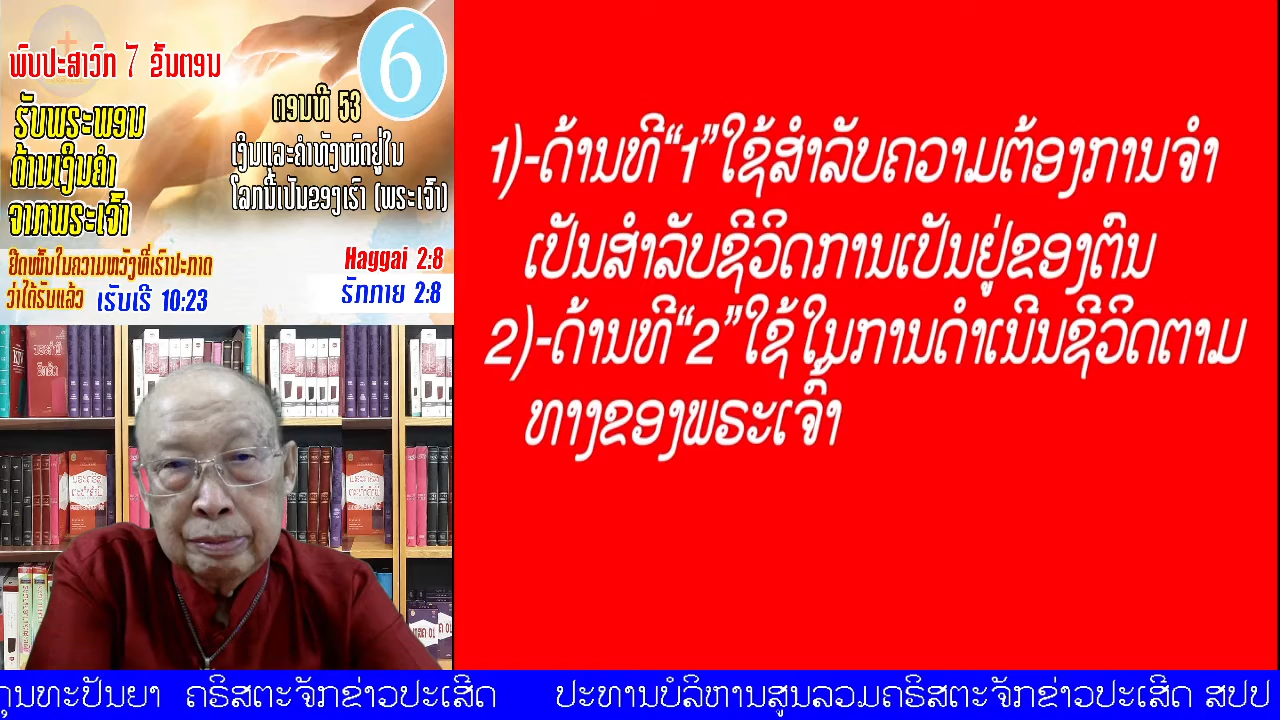 ພົບປະສາວົກ 7 ຂັ້ນຕອນ
6
ຮັບພຣະພອນ
ດ້ານເງິນຄຳ
ຈາກພຣະເຈົ້າ
ຕອນທີ 53
ເງິນແລະຄຳທັງໝົດຢູ່ໃນ
ໂລກນີ້ເປັນຂອງເຮົາ (ພຣະເຈົ້າ)
ຢຶດໝັ້ນໃນຄວາມຫວັງທີ່ເຮົາປະກາດ
ວ່າໄດ້ຮັບແລ້ວ ເຮັບເຣີ 10:23
Haggai 2:8
ຮັກກາຍ 2:8
1)-ດ້ານທີ“1”ໃຊ້ສຳລັບຄວາມຕ້ອງການຈຳ
ເປັນສຳລັບຊີວິດການເປັນຢູ່ຂອງຕົນ
2)-ດ້ານທີ“2”ໃຊ້ໃນການດຳເນີນຊີວິດຕາມ
ທາງຂອງພຣະເຈົ້າ
ຄຸນທະປັນຍາ ຄຣິສຕະຈັກຂ່າວປະເສີດ ປະທານບໍລິຫານສູນລວມຄຣິສຕະຈັກຂ່າວປະເສີດ ສປປ